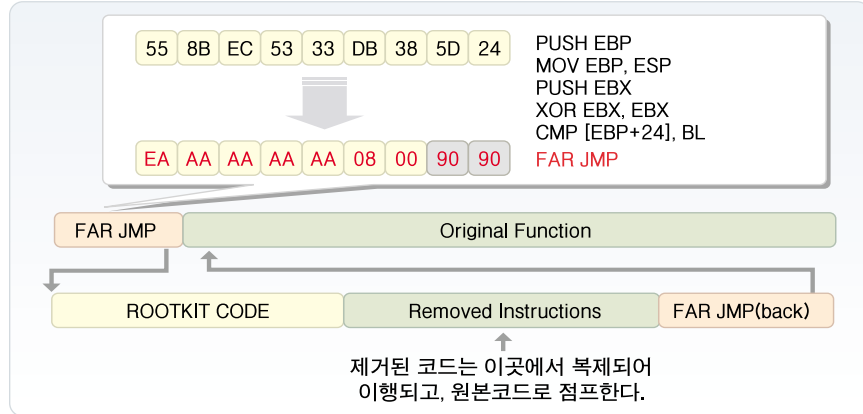 55 8B EC 53 33 DB 38 5D 24
PUSH EBP
MOV EBP, ESP
PUSH EBX
XOR EBX, EBX
CMP [EBP+24], BL
EA AA AA AA AA 08 00 90 90
FAR JMP
FAR JMP
Original Function
ROOTKIT CODE
Removed Instructions
FAR JMP(back)
제거된 코드는 이곳에서 복제되어
이행되고, 원본코드로 점프한다.